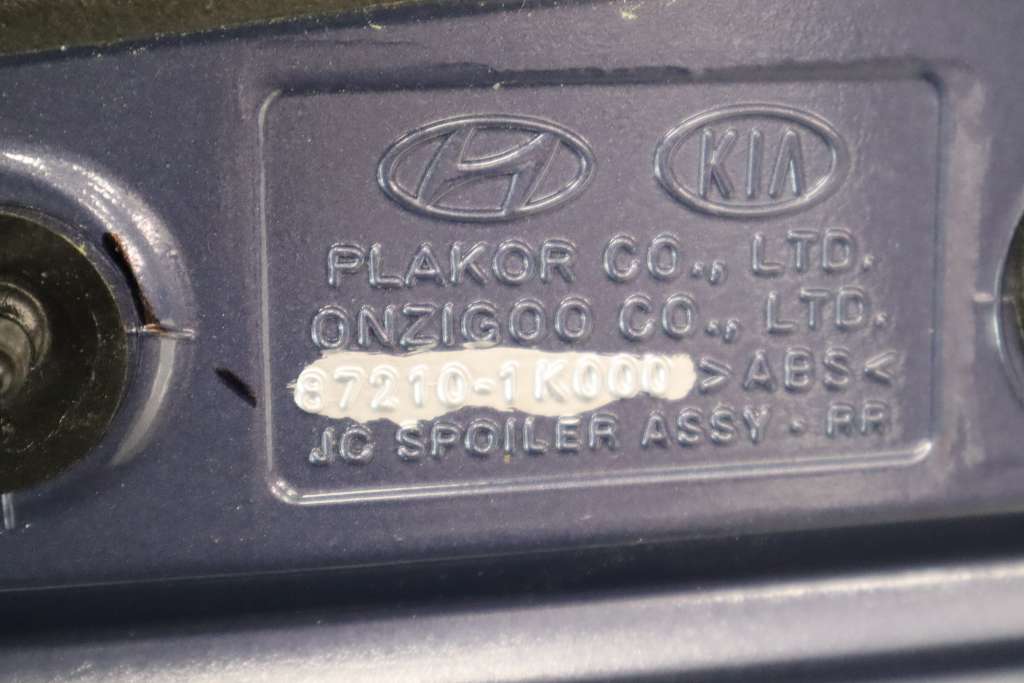 KIA
PLAKOR CO., LTD.
ONZIGOO CO., LTD.
87210-1K000 >ABS<
JC SPOILER ASSY - RR